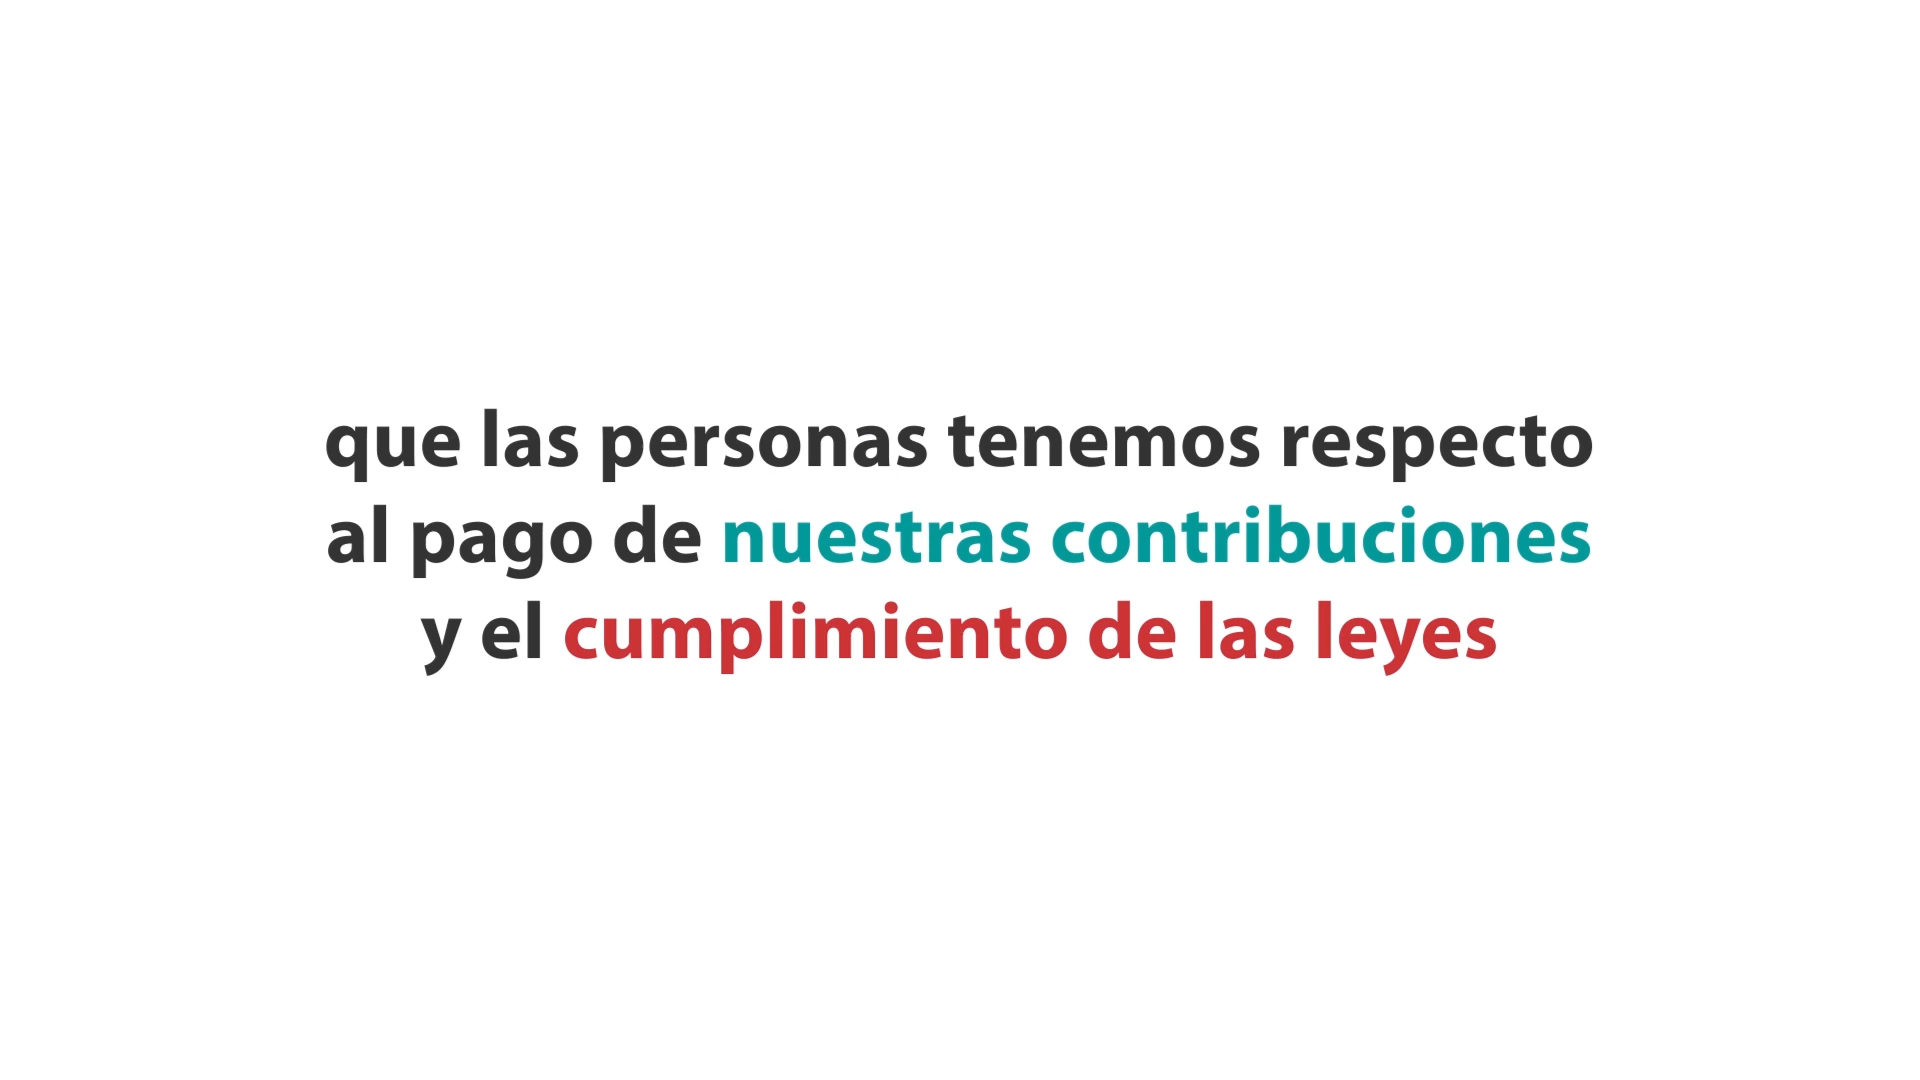 que las personas tenemos respecto
al pago de nuestras contribuciones
y el cumplimiento de las leyes